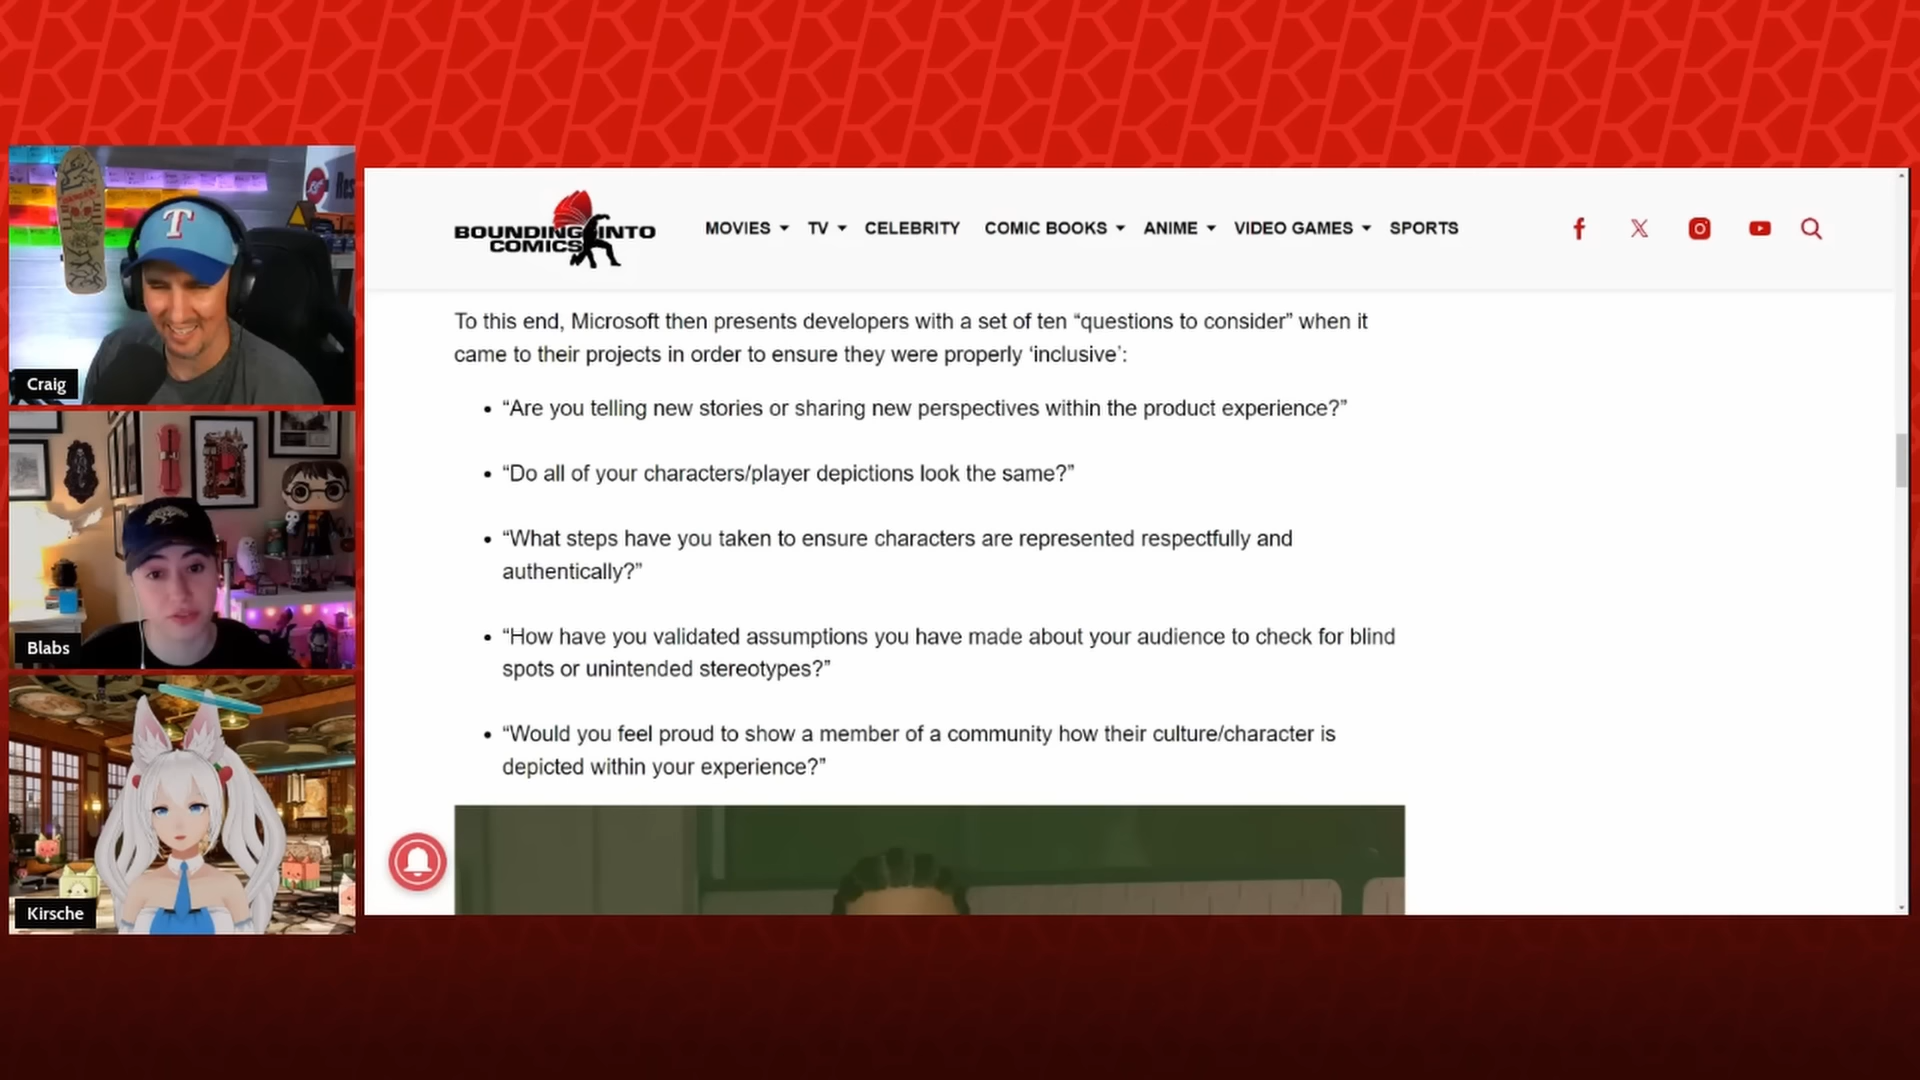 BOUNDING INTO
COMICS
MOVIES TV CELEBRITY COMIC BOOKS ANIME VIDEO GAMES SPORTS
To this end, Microsoft then presents developers with a set of ten “questions to consider” when it
came to their projects in order to ensure they were properly ‘inclusive’:
• “Are you telling new stories or sharing new perspectives within the product experience?”
• “Do all of your characters/player depictions look the same?”
• “What steps have you taken to ensure characters are represented respectfully and
authentically?”
• “How have you validated assumptions you have made about your audience to check for blind
spots or unintended stereotypes?”
• “Would you feel proud to show a member of a community how their culture/character is
depicted within your experience?”
T
Res
Craig
Blabs
Kirsche